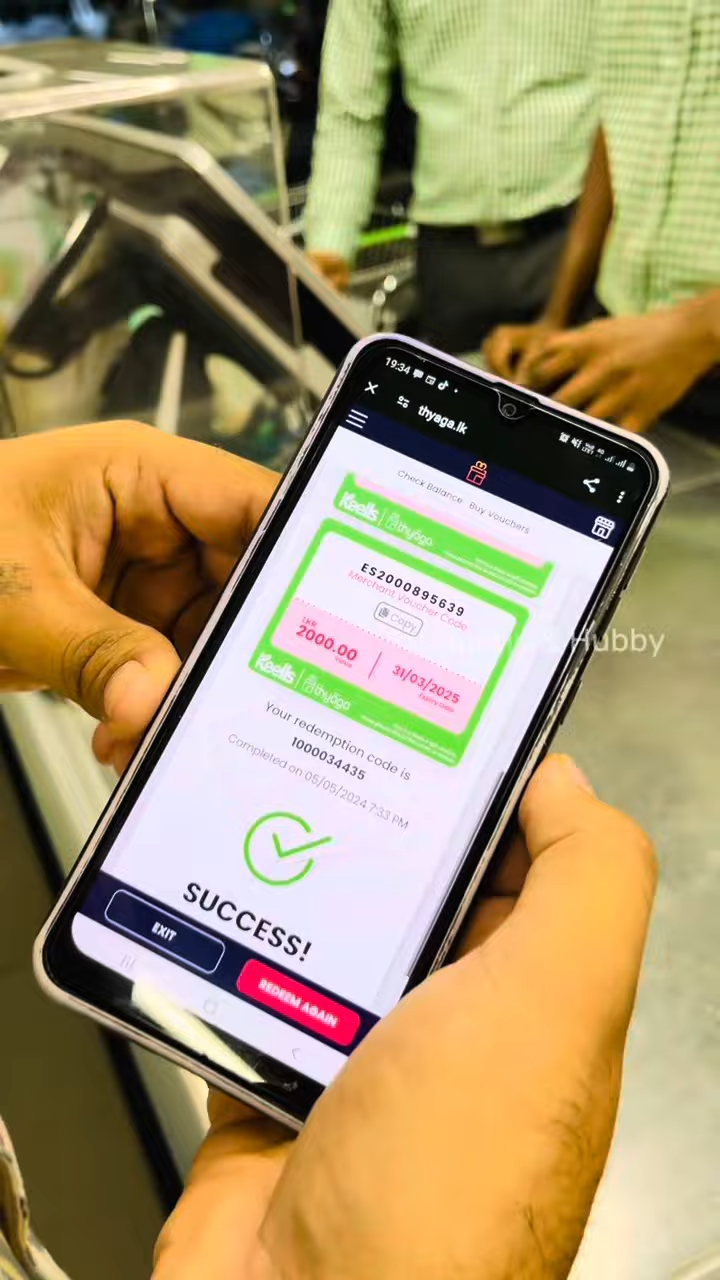 19:34
thyaga.lk
Check Balance Buy Vouchers
Keells thyaga
ES2000895639
Merchant Voucher Code
Copy
LKR
2000.00
Value
31/03/2025
Expiry Date
Keells thyaga
Your redemption code is
1000034435
Completed on 05/05/2024 7:33 PM
SUCCESS!
EXIT
REDEEM AGAIN
Hubby